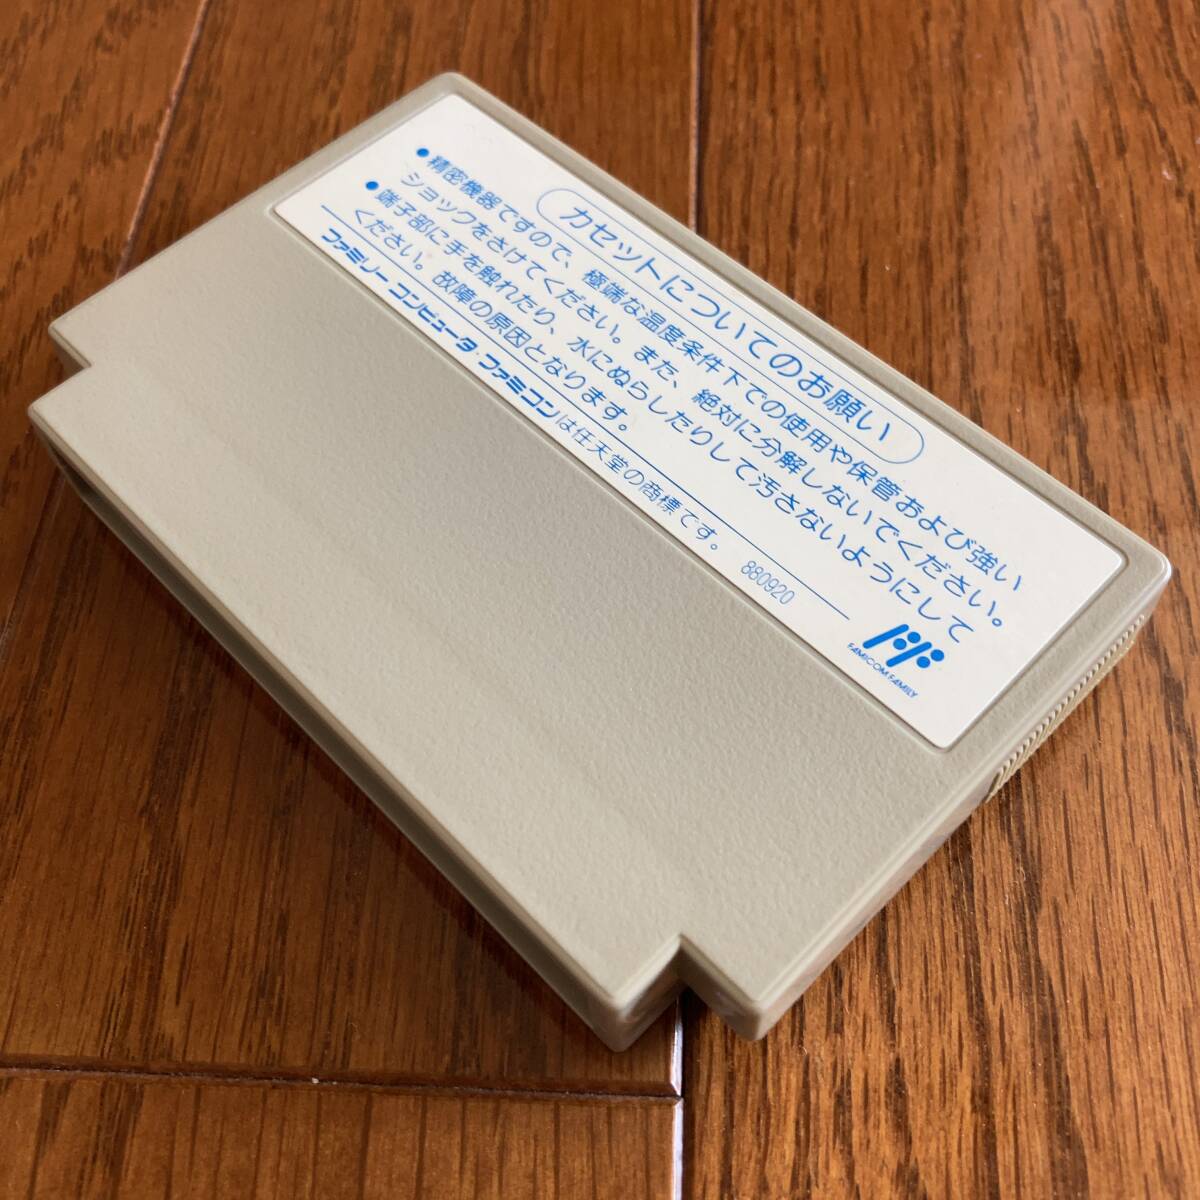 カセットについてのお願い
●精密機器ですので、極端な温度条件下での使用や保管および強い
ショックをさけてください。また、絶対に分解しないでください。
●端子部に手を触れたり、水にぬらしたりして汚さないようにして
ください。故障の原因となります。
ファミリーコンピュータ・ファミコンは任天堂の商標です。 880920
FAMICOM FAMILY